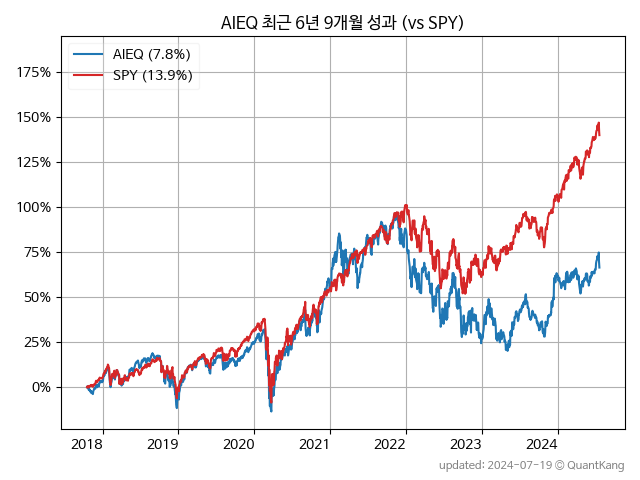 AIEQ 최근 6년 9개월 성과 (vs SPY)
AIEQ (7.8%)
SPY (13.9%)
175%
150%
125%
100%
75%
50%
25%
0%
2018 2019 2020 2021 2022 2023 2024
updated: 2024-07-19 © QuantKang